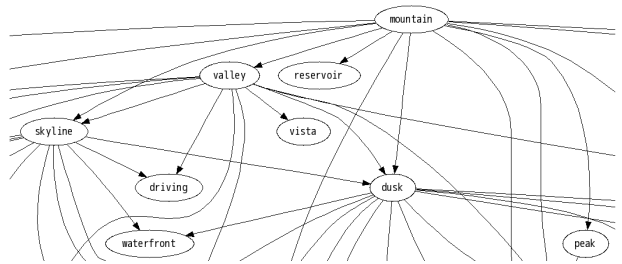 mountain
valley
reservoir
skyline
vista
driving
dusk
waterfront
peak